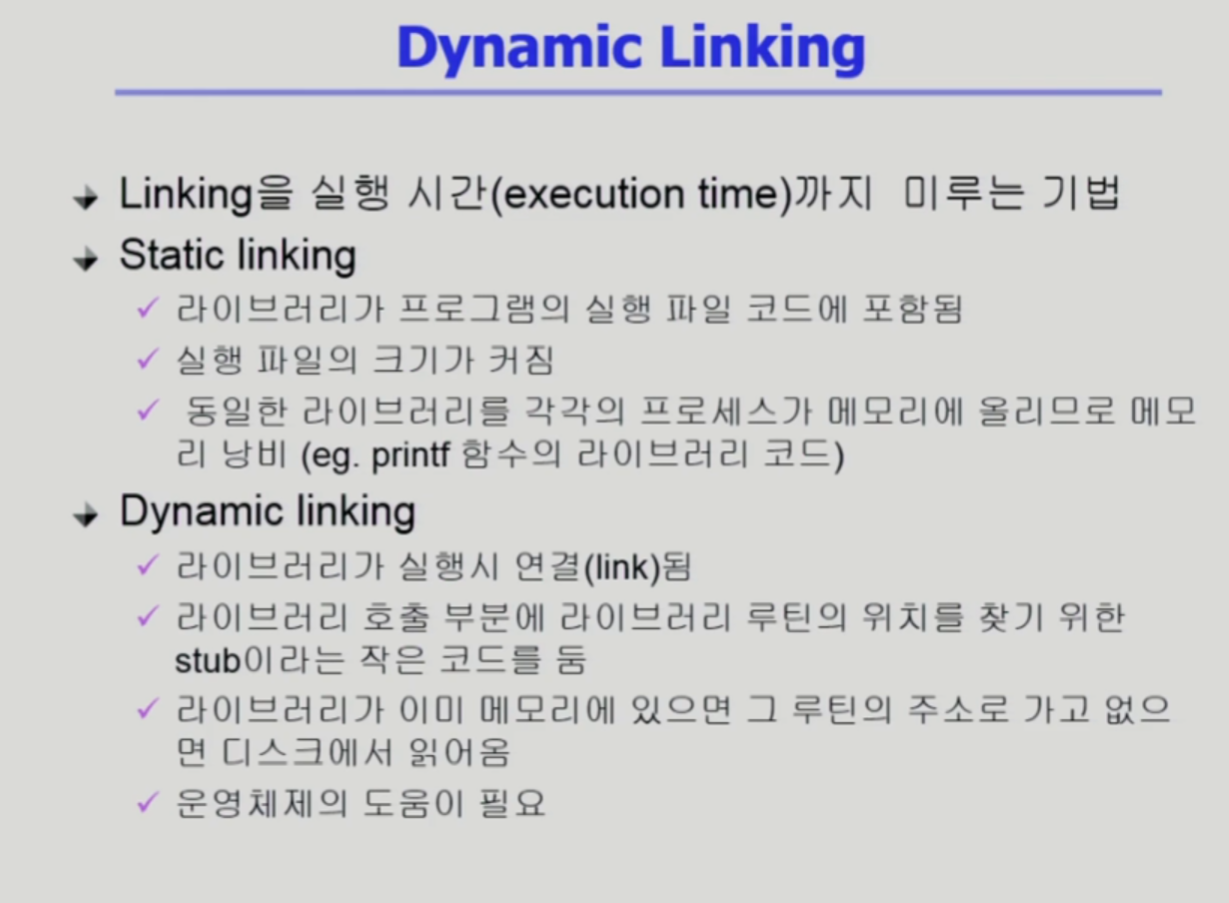 Dynamic Linking
Linking을 실행 시간(execution time)까지 미루는 기법
Static linking
라이브러리가 프로그램의 실행 파일 코드에 포함됨
실행 파일의 크기가 커짐
동일한 라이브러리를 각각의 프로세스가 메모리에 올리므로 메모
리 낭비 (eg. printf 함수의 라이브러리 코드)
Dynamic linking
라이브러리가 실행시 연결(link)됨
라이브러리 호출 부분에 라이브러리 루틴의 위치를 찾기 위한
stub이라는 작은 코드를 둠
라이브러리가 이미 메모리에 있으면 그 루틴의 주소로 가고 없으
면 디스크에서 읽어옴
운영체제의 도움이 필요